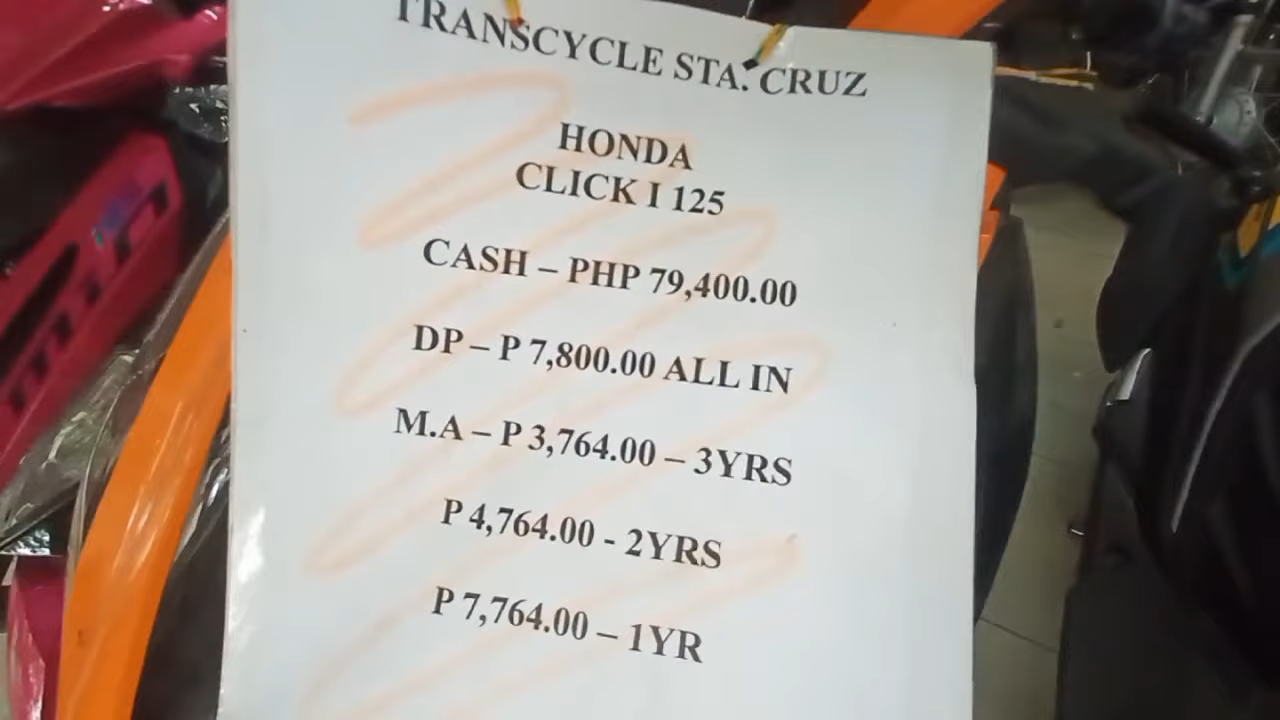 TRANSCYCLE STA. CRUZ
HONDA
CLICK I 125
CASH – PHP 79,400.00
DP – P 7,800.00 ALL IN
M.A – P 3,764.00 – 3YRS
P 4,764.00 - 2YRS
P 7,764.00 – 1YR